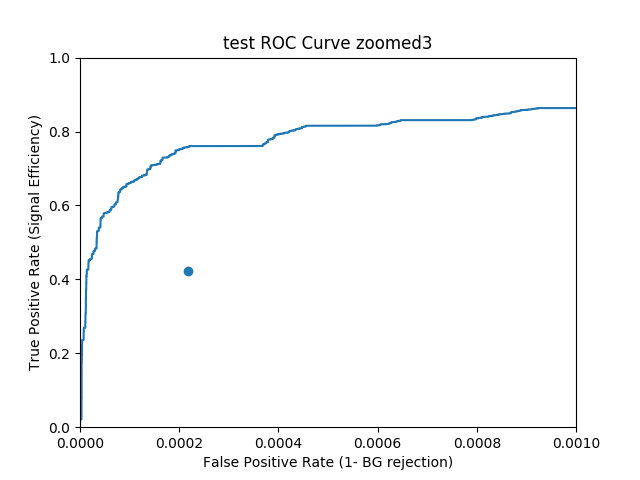 test ROC Curve zoomed3
True Positive Rate (Signal Efficiency)
1.0
0.8
0.6
0.4
0.2
0.0
0.0000 0.0002 0.0004 0.0006 0.0008 0.0010
False Positive Rate (1- BG rejection)